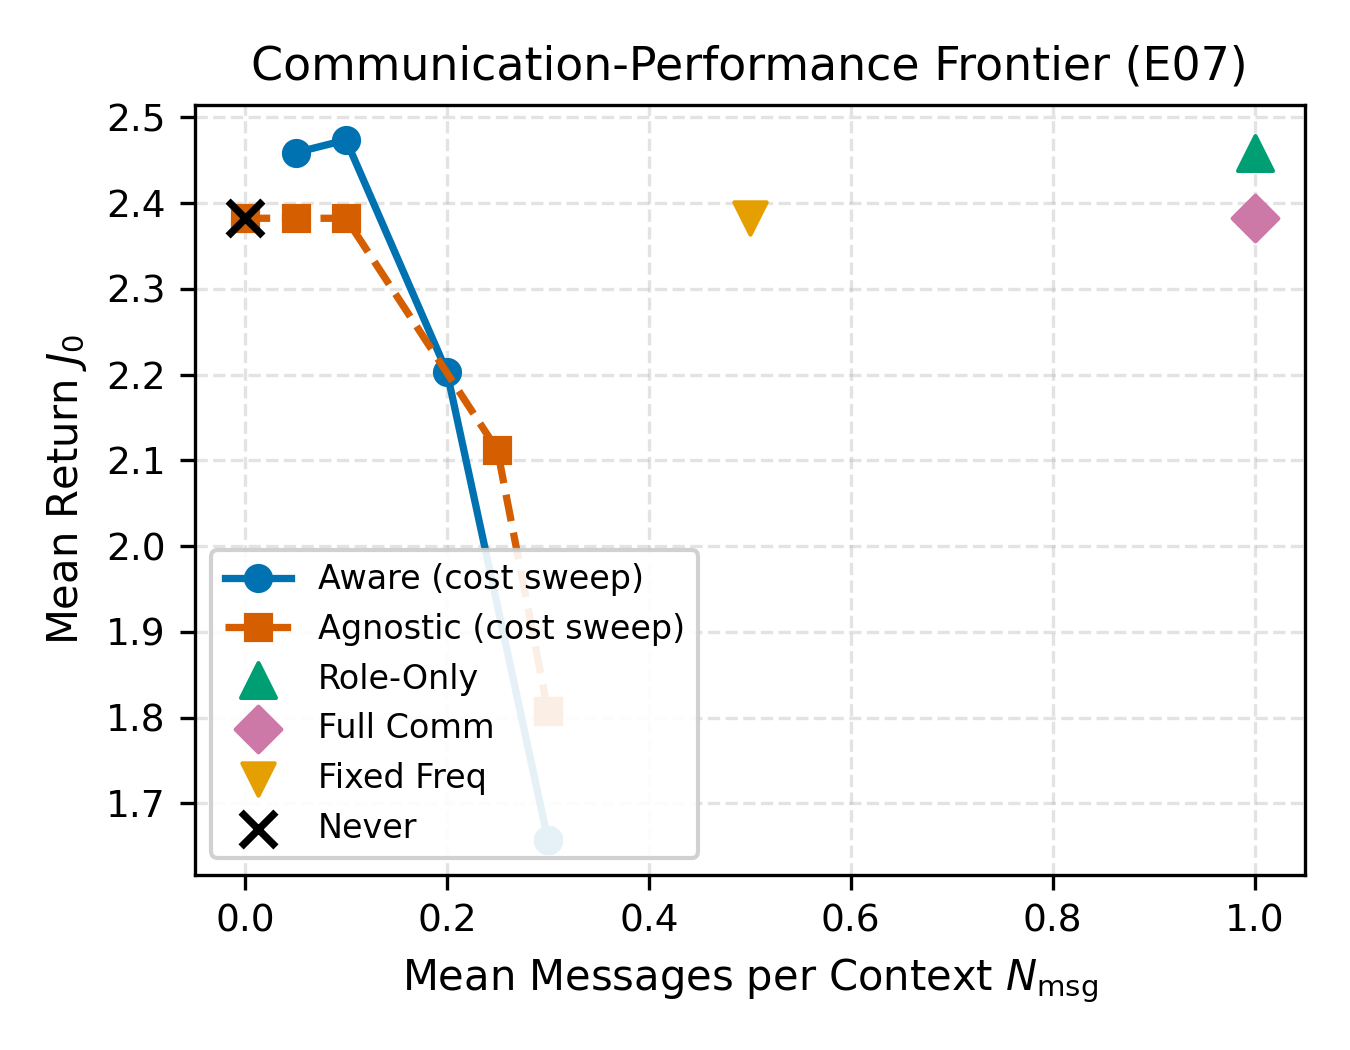 Communication-Performance Frontier (E07)
Mean Return J₀
2.5
2.4
2.3
2.2
2.1
2.0
1.9
1.8
1.7
Aware (cost sweep)
Agnostic (cost sweep)
Role-Only
Full Comm
Fixed Freq
Never
0.0 0.2 0.4 0.6 0.8 1.0
Mean Messages per Context N_msg